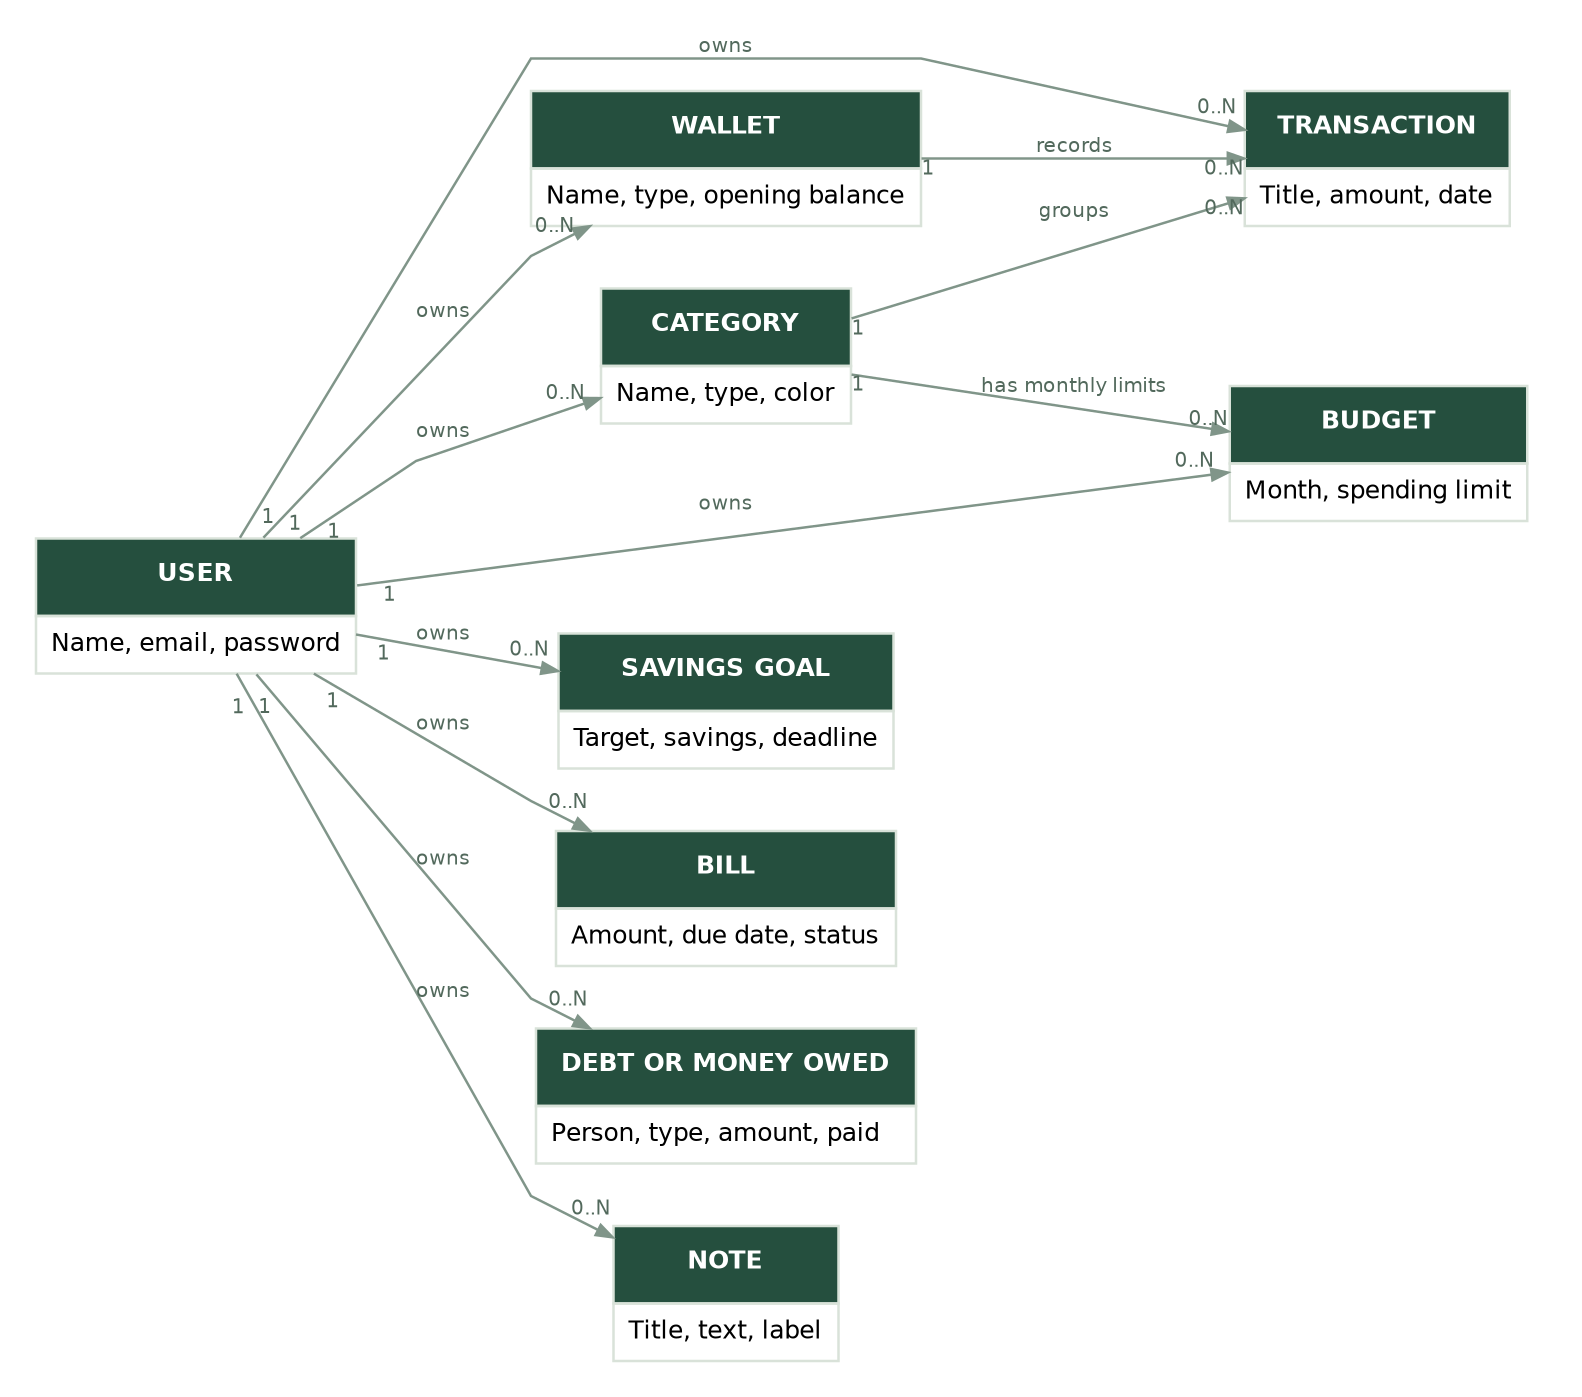 owns
WALLET
Name, type, opening balance
0..N
TRANSACTION
Title, amount, date
1
records
0..N
0..N
owns
0..N
groups
CATEGORY
Name, type, color
1
1
has monthly limits
0..N
BUDGET
Month, spending limit
owns
0..N
owns
0..N
1
1
1
USER
Name, email, password
1
owns
0..N
1
SAVINGS GOAL
Target, savings, deadline
1
1
1
owns
0..N
BILL
Amount, due date, status
owns
0..N
DEBT OR MONEY OWED
Person, type, amount, paid
owns
0..N
NOTE
Title, text, label